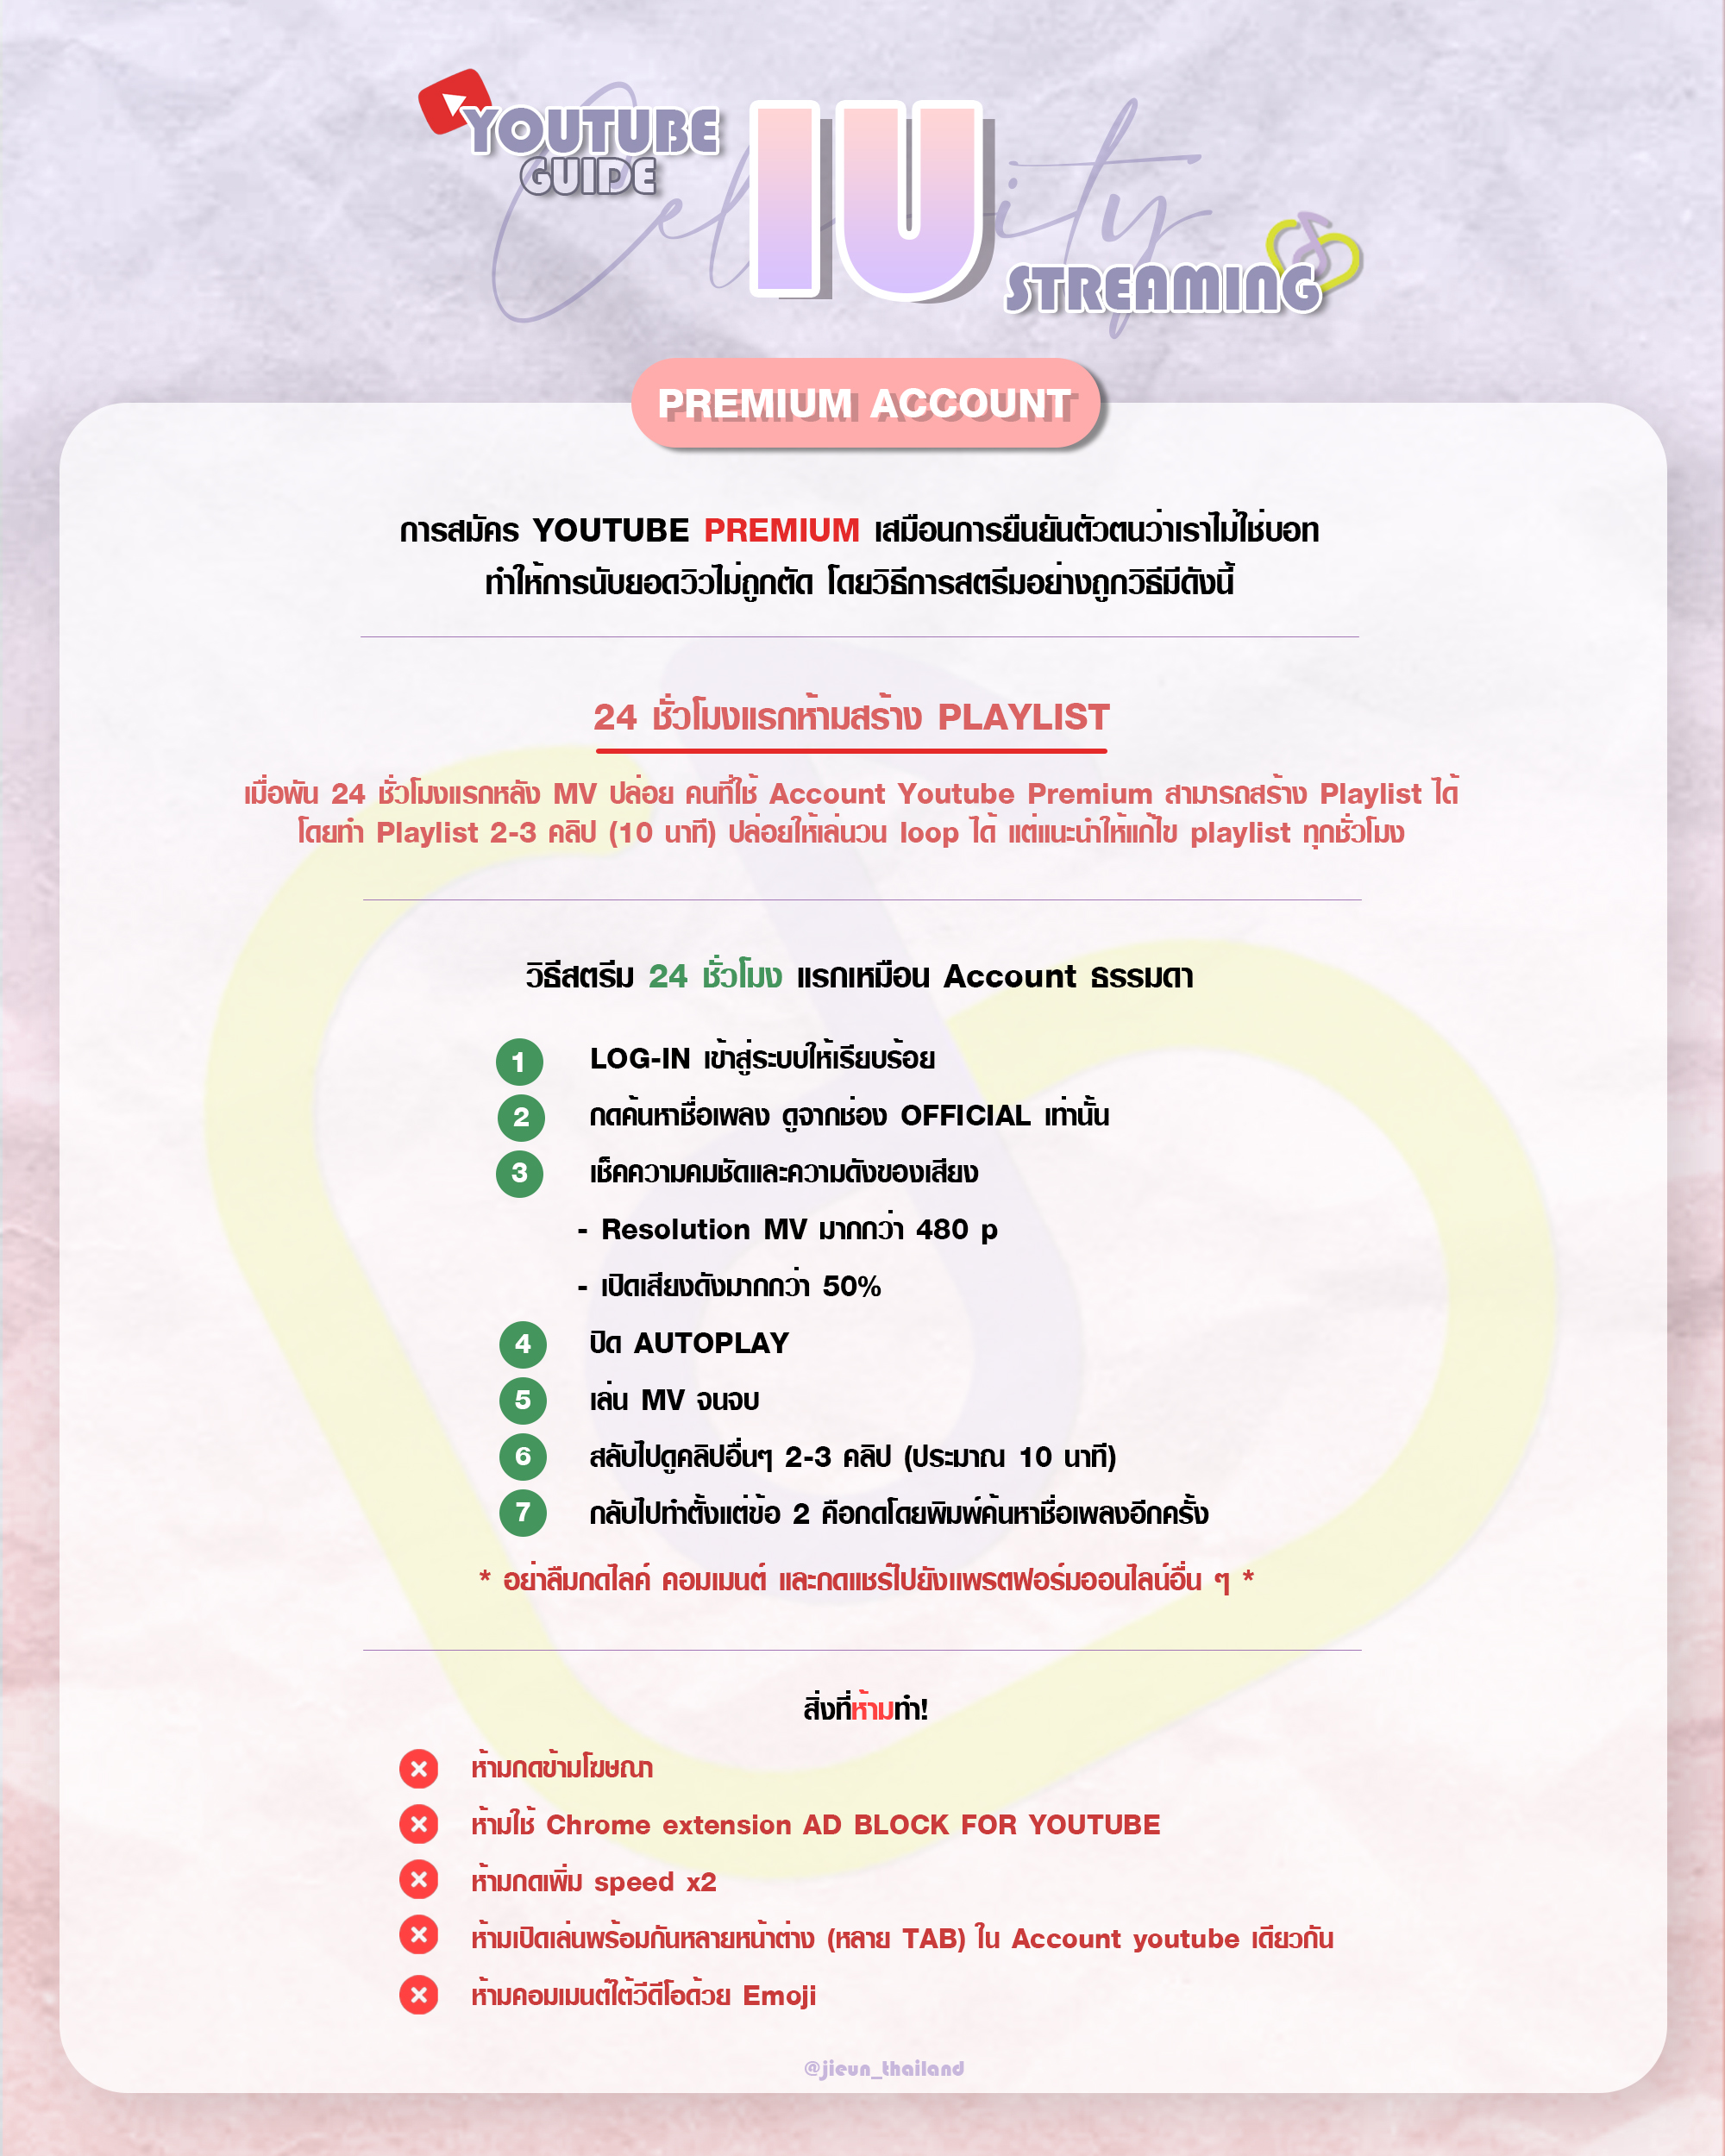 YOUTUBE
GUIDE
Celebrity
IU
STREAMING
PREMIUM ACCOUNT
การสมัคร YOUTUBE PREMIUM เสมือนการยืนยันตัวตนว่าเราไม่ใช่บอท
ทำให้การนับยอดวิวไม่ถูกตัด โดยวิธีการสตรีมอย่างถูกวิธีมีดังนี้
24 ชั่วโมงแรกห้ามสร้าง PLAYLIST
เมื่อพ้น 24 ชั่วโมงแรกหลัง MV ปล่อย คนที่ใช้ Account Youtube Premium สามารถสร้าง Playlist ได้
โดยทำ Playlist 2-3 คลิป (10 นาที) ปล่อยให้เล่นวน loop ได้ แต่แนะนำให้แก้ไข playlist ทุกชั่วโมง
วิธีสตรีม 24 ชั่วโมง แรกเหมือน Account ธรรมดา
1 LOG-IN เข้าสู่ระบบให้เรียบร้อย
2 กดค้นหาชื่อเพลง ดูจากช่อง OFFICIAL เท่านั้น
3 เช็คความคมชัดและความดังของเสียง
- Resolution MV มากกว่า 480 p
- เปิดเสียงดังมากกว่า 50%
4 ปิด AUTOPLAY
5 เล่น MV จนจบ
6 สลับไปดูคลิปอื่นๆ 2-3 คลิป (ประมาณ 10 นาที)
7 กลับไปทำตั้งแต่ข้อ 2 คือกดโดยพิมพ์ค้นหาชื่อเพลงอีกครั้ง
* อย่าลืมกดไลค์ คอมเมนต์ และกดแชร์ไปยังแพรตฟอร์มออนไลน์อื่น ๆ *
สิ่งที่ห้ามทำ!
ห้ามกดข้ามโฆษณา
ห้ามใช้ Chrome extension AD BLOCK FOR YOUTUBE
ห้ามกดเพิ่ม speed x2
ห้ามเปิดเล่นพร้อมกันหลายหน้าต่าง (หลาย TAB) ใน Account youtube เดียวกัน
ห้ามคอมเมนต์ใต้วีดีโอด้วย Emoji
@jieun_thailand